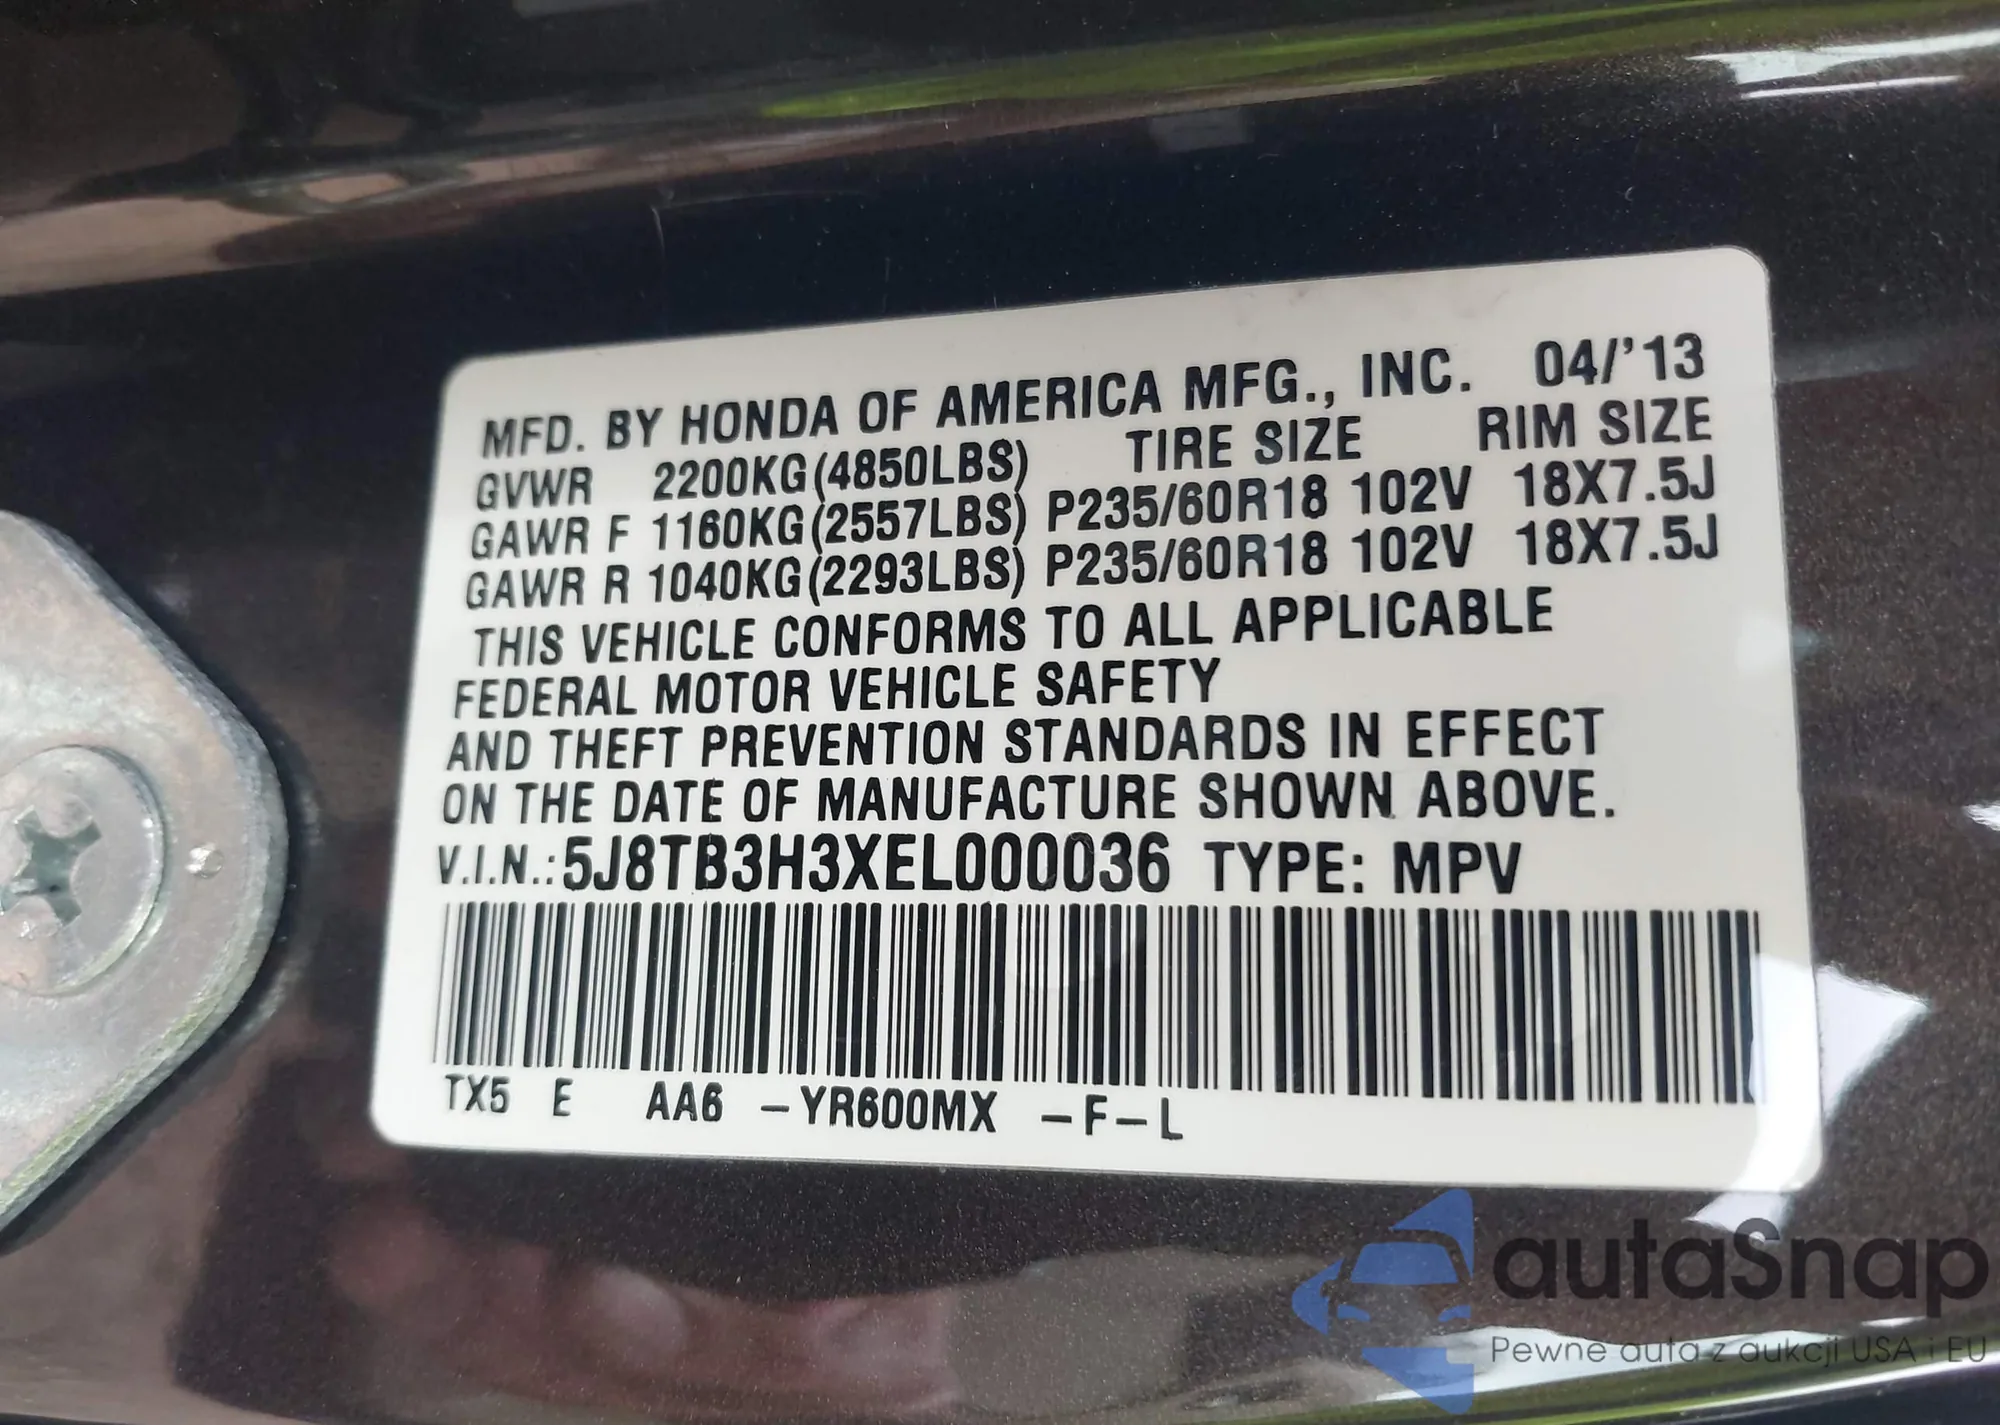 MFD. BY HONDA OF AMERICA MFG., INC. 04/'13
GVWR 2200KG(4850LBS) TIRE SIZE RIM SIZE
GAWR F 1160KG(2557LBS) P235/60R18 102V 18X7.5J
GAWR R 1040KG(2293LBS) P235/60R18 102V 18X7.5J
THIS VEHICLE CONFORMS TO ALL APPLICABLE
FEDERAL MOTOR VEHICLE SAFETY
AND THEFT PREVENTION STANDARDS IN EFFECT
ON THE DATE OF MANUFACTURE SHOWN ABOVE.
V.I.N.:5J8TB3H3XEL000036 TYPE: MPV
TX5 E AA6 -YR600MX -F-L
autaSnap
Pewne auta z aukcji USA i EU